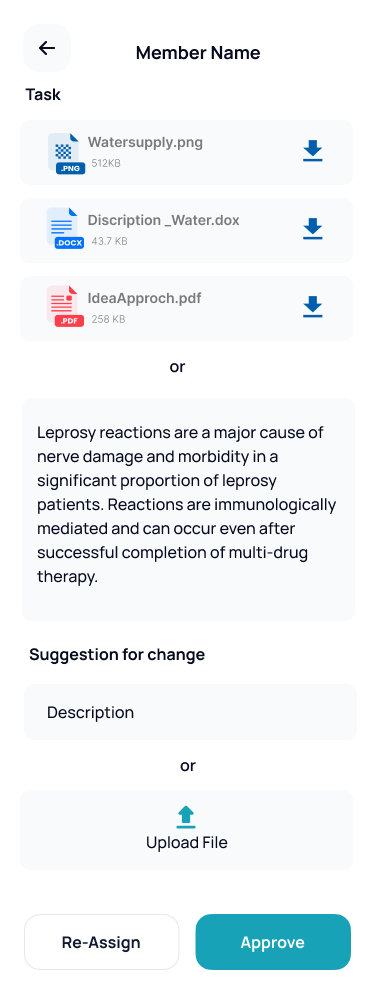 Member Name
Task
Watersupply.png
.PNG
512KB
Discription _Water.dox
.DOCX
43.7 KB
IdeaApproch.pdf
.PDF
258 KB
or
Leprosy reactions are a major cause of
nerve damage and morbidity in a
significant proportion of leprosy
patients. Reactions are immunologically
mediated and can occur even after
successful completion of multi-drug
therapy.
Suggestion for change
Description
or
Upload File
Re-Assign
Approve